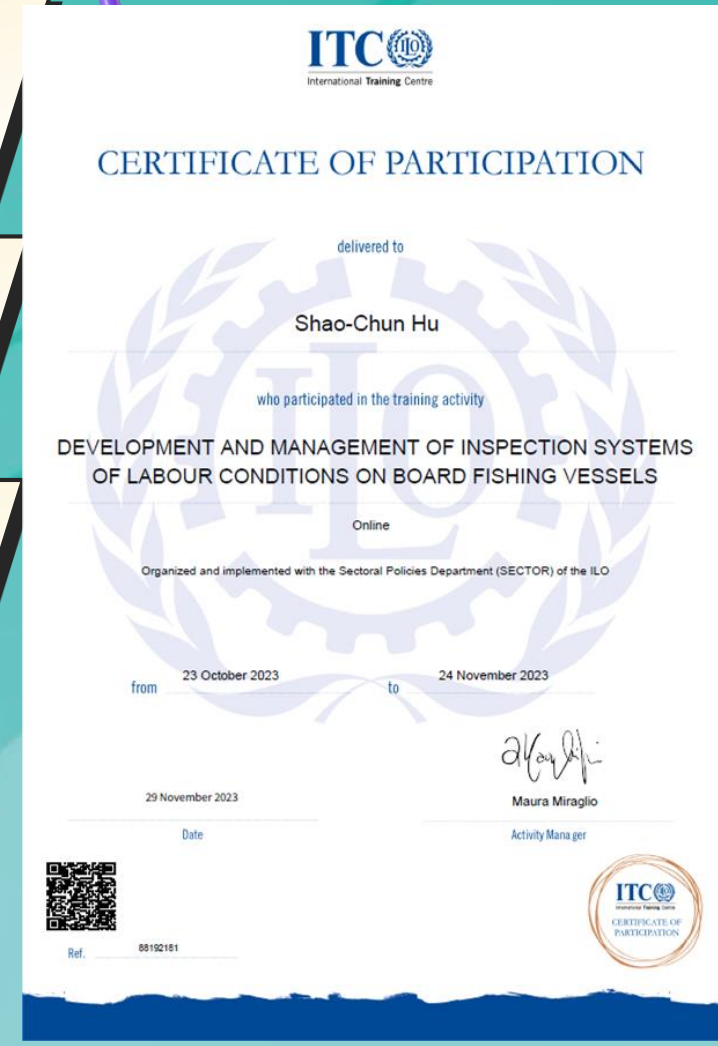 ITC ILO
International Training Centre
CERTIFICATE OF PARTICIPATION
delivered to
Shao-Chun Hu
who participated in the training activity
DEVELOPMENT AND MANAGEMENT OF INSPECTION SYSTEMS
OF LABOUR CONDITIONS ON BOARD FISHING VESSELS
Online
Organized and implemented with the Sectoral Policies Department (SECTOR) of the ILO
ILO
from 23 October 2023 to 24 November 2023
29 November 2023
Date
Maura Miraglio
Activity Manager
Ref. 88192181
ITC ILO
International Training Centre
CERTIFICATE OF
PARTICIPATION